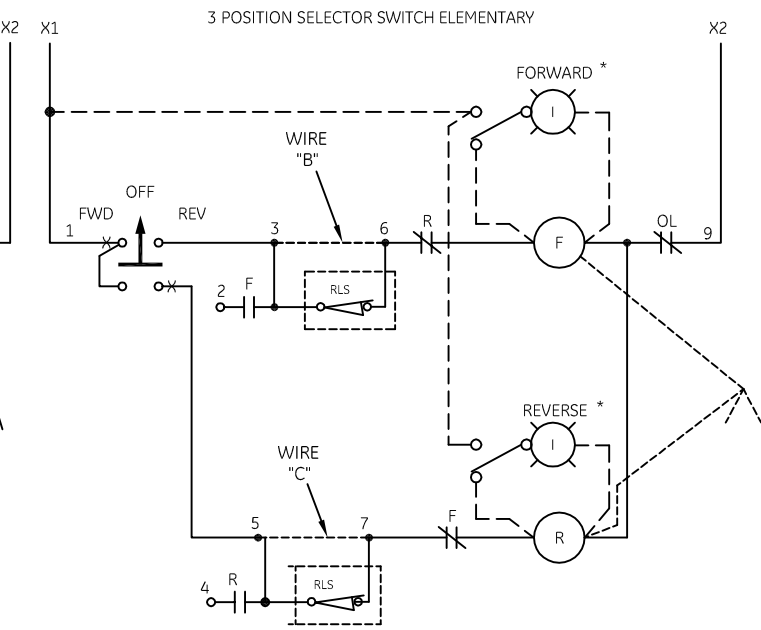 3 POSITION SELECTOR SWITCH ELEMENTARY
X2
X1
X2
FORWARD *
I
WIRE
"B"
OFF
FWD
REV
1
3
6
R
F
OL
9
2
F
RLS
REVERSE *
I
WIRE
"C"
5
7
F
R
4
R
RLS